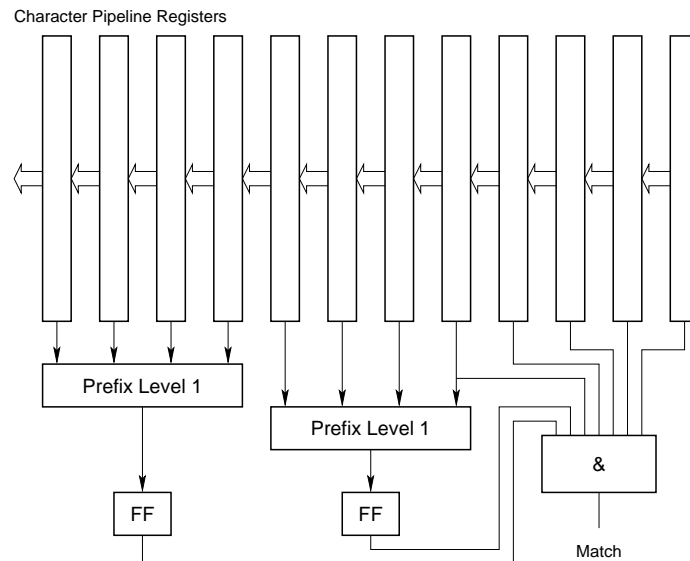 Character Pipeline Registers
Prefix Level 1
Prefix Level 1
&
FF
FF
Match